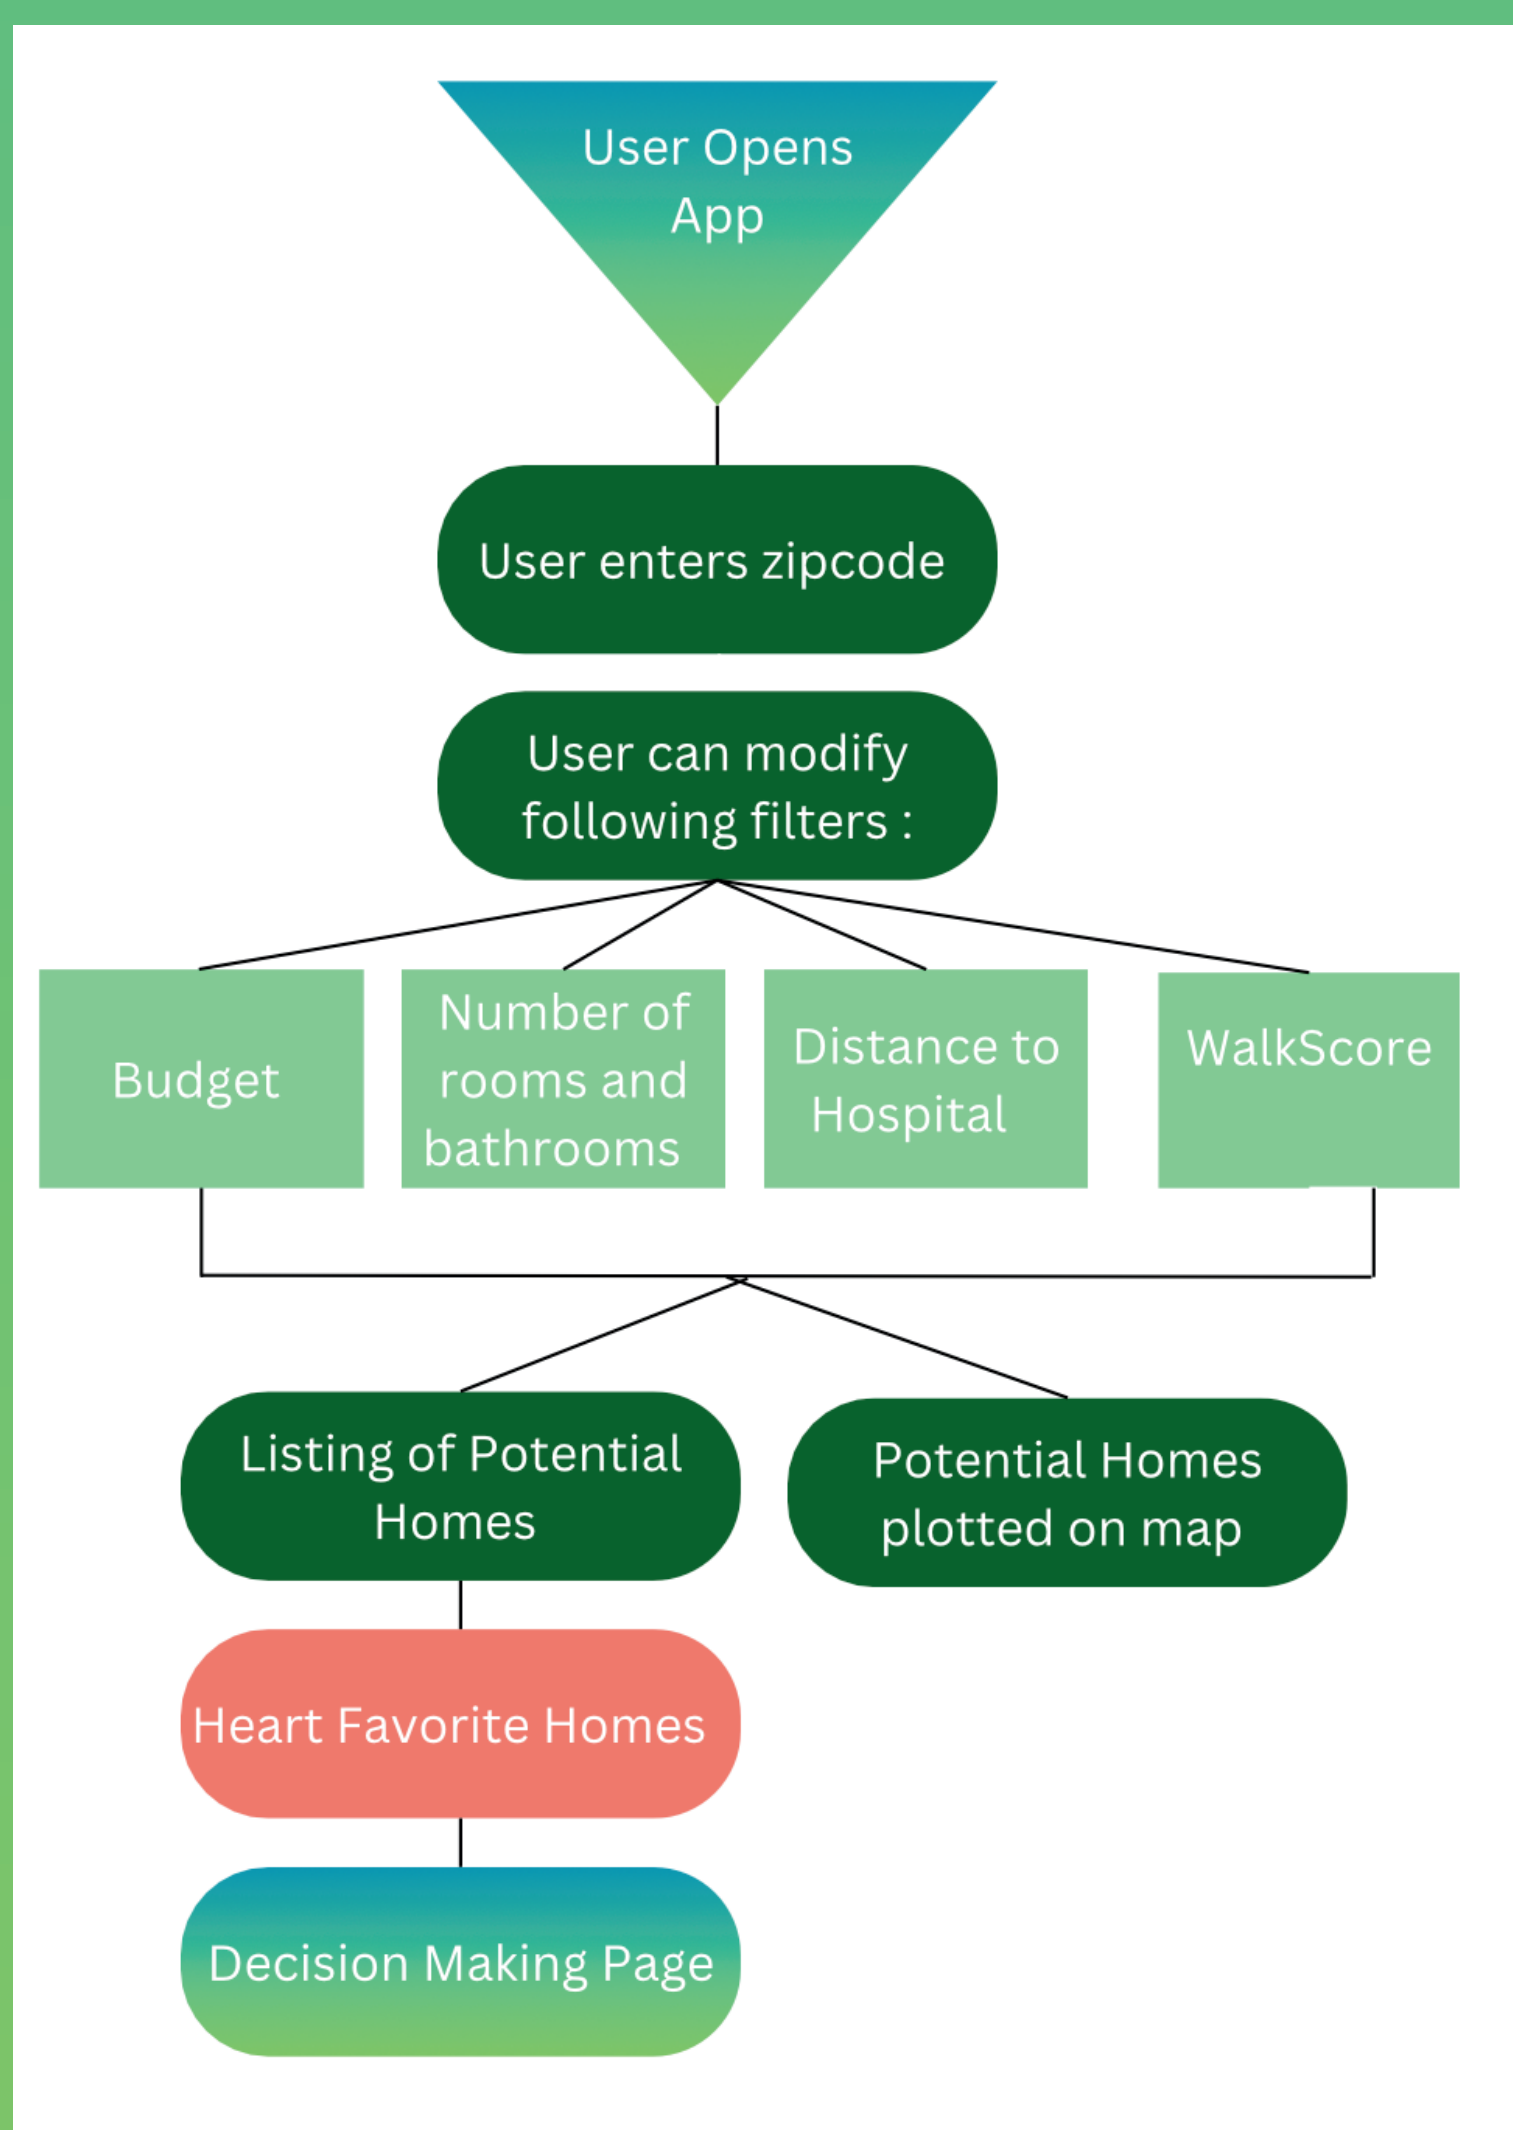 User Opens
App
User enters zipcode
User can modify
following filters :
Budget
Number of
rooms and
bathrooms
Distance to
Hospital
WalkScore
Listing of Potential
Homes
Potential Homes
plotted on map
Heart Favorite Homes
Decision Making Page